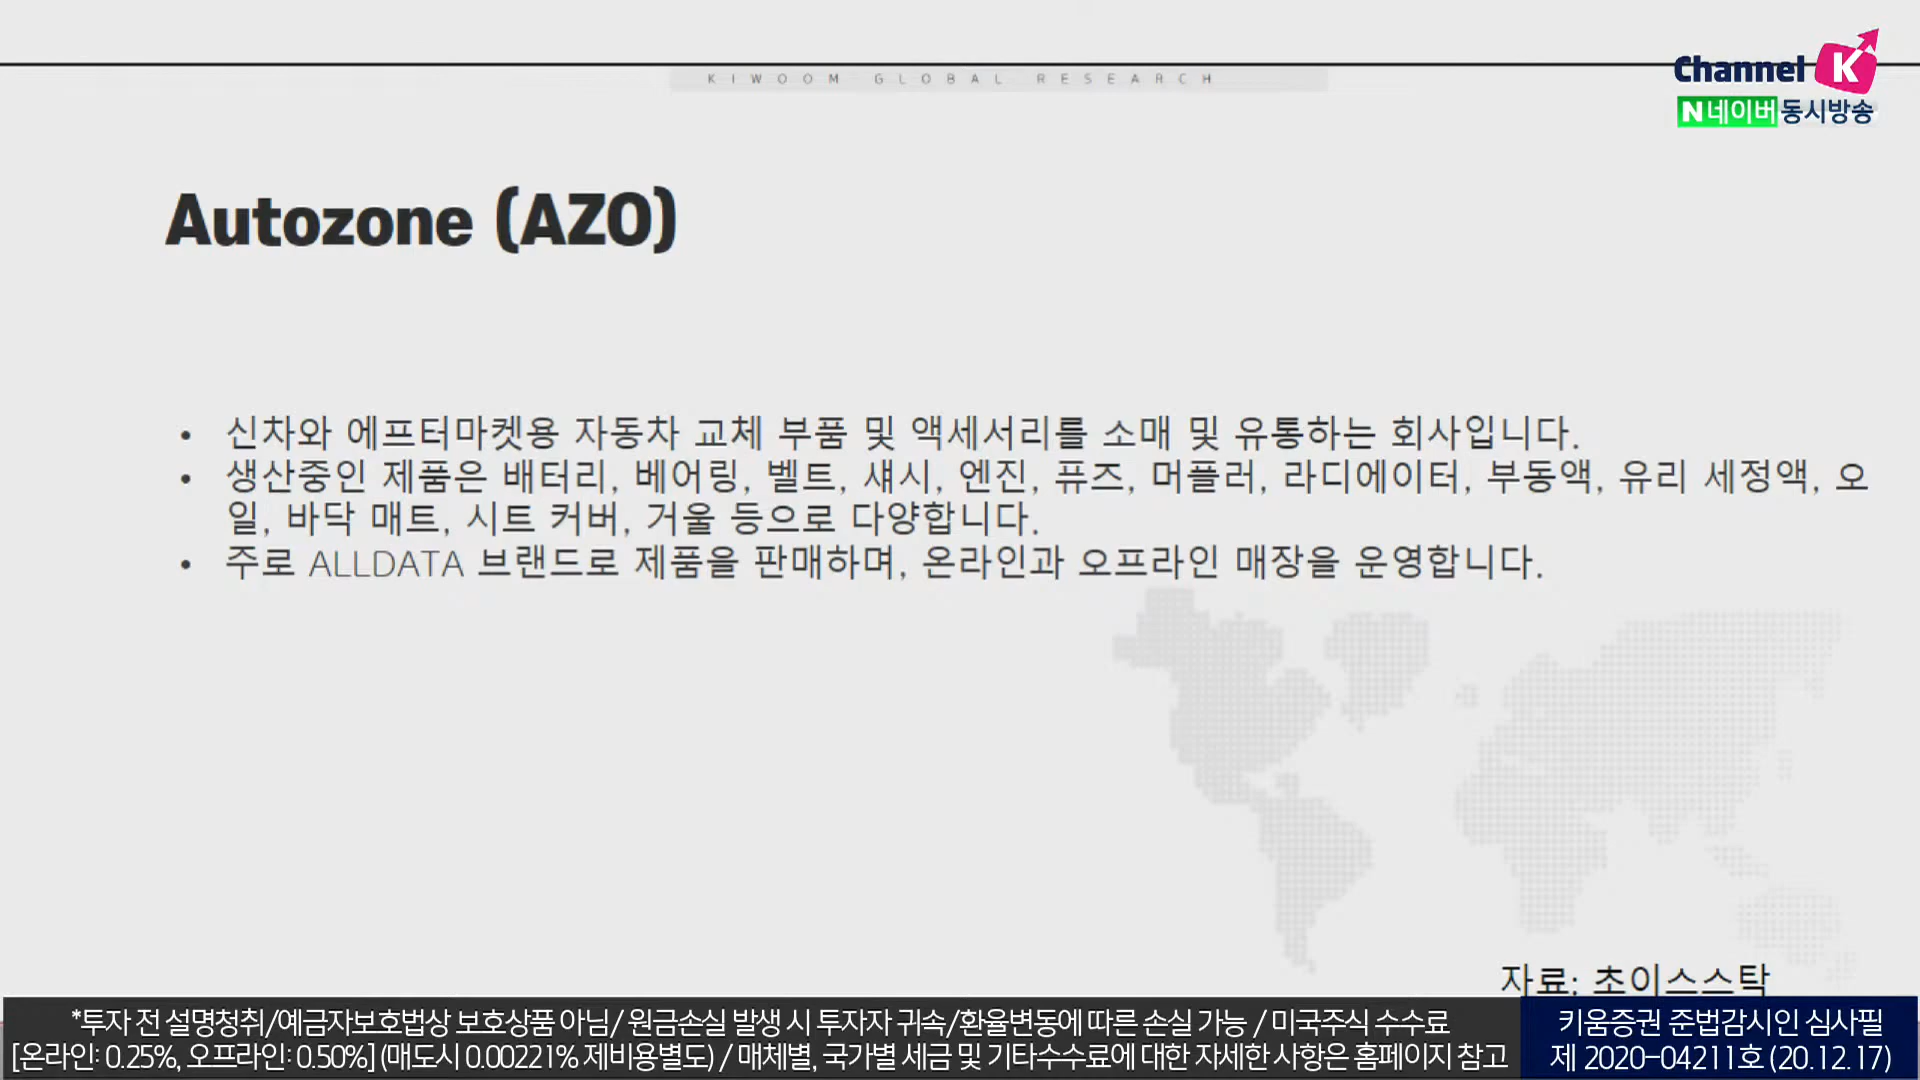 KIWOOM GLOBAL RESEARCH
Channel K
N네이버 동시방송
Autozone (AZO)
• 신차와 에프터마켓용 자동차 교체 부품 및 액세서리를 소매 및 유통하는 회사입니다.
• 생산중인 제품은 배터리, 베어링, 벨트, 섀시, 엔진, 퓨즈, 머플러, 라디에이터, 부동액, 유리 세정액, 오
일, 바닥 매트, 시트 커버, 거울 등으로 다양합니다.
• 주로 ALLDATA 브랜드로 제품을 판매하며, 온라인과 오프라인 매장을 운영합니다.
자료: 초이스스탁
*투자 전 설명청취/예금자보호법상 보호상품 아님/ 원금손실 발생 시 투자자 귀속/환율변동에 따른 손실 가능 / 미국주식 수수료
[온라인: 0.25%, 오프라인: 0.50%] (매도시 0.00221% 제비용별도) / 매체별, 국가별 세금 및 기타수수료에 대한 자세한 사항은 홈페이지 참고
키움증권 준법감시인 심사필
제 2020-04211호 (20.12.17)